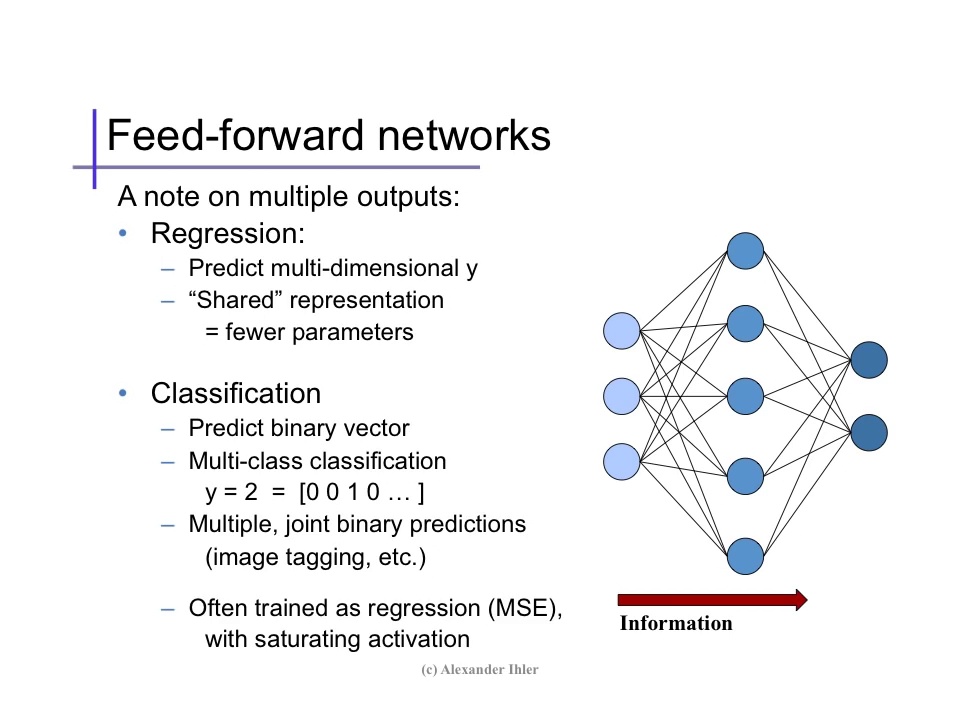 Feed-forward networks
A note on multiple outputs:
• Regression:
– Predict multi-dimensional y
– “Shared” representation
= fewer parameters
• Classification
– Predict binary vector
– Multi-class classification
y = 2 = [0 0 1 0 … ]
– Multiple, joint binary predictions
(image tagging, etc.)
– Often trained as regression (MSE),
with saturating activation
Information
(c) Alexander Ihler